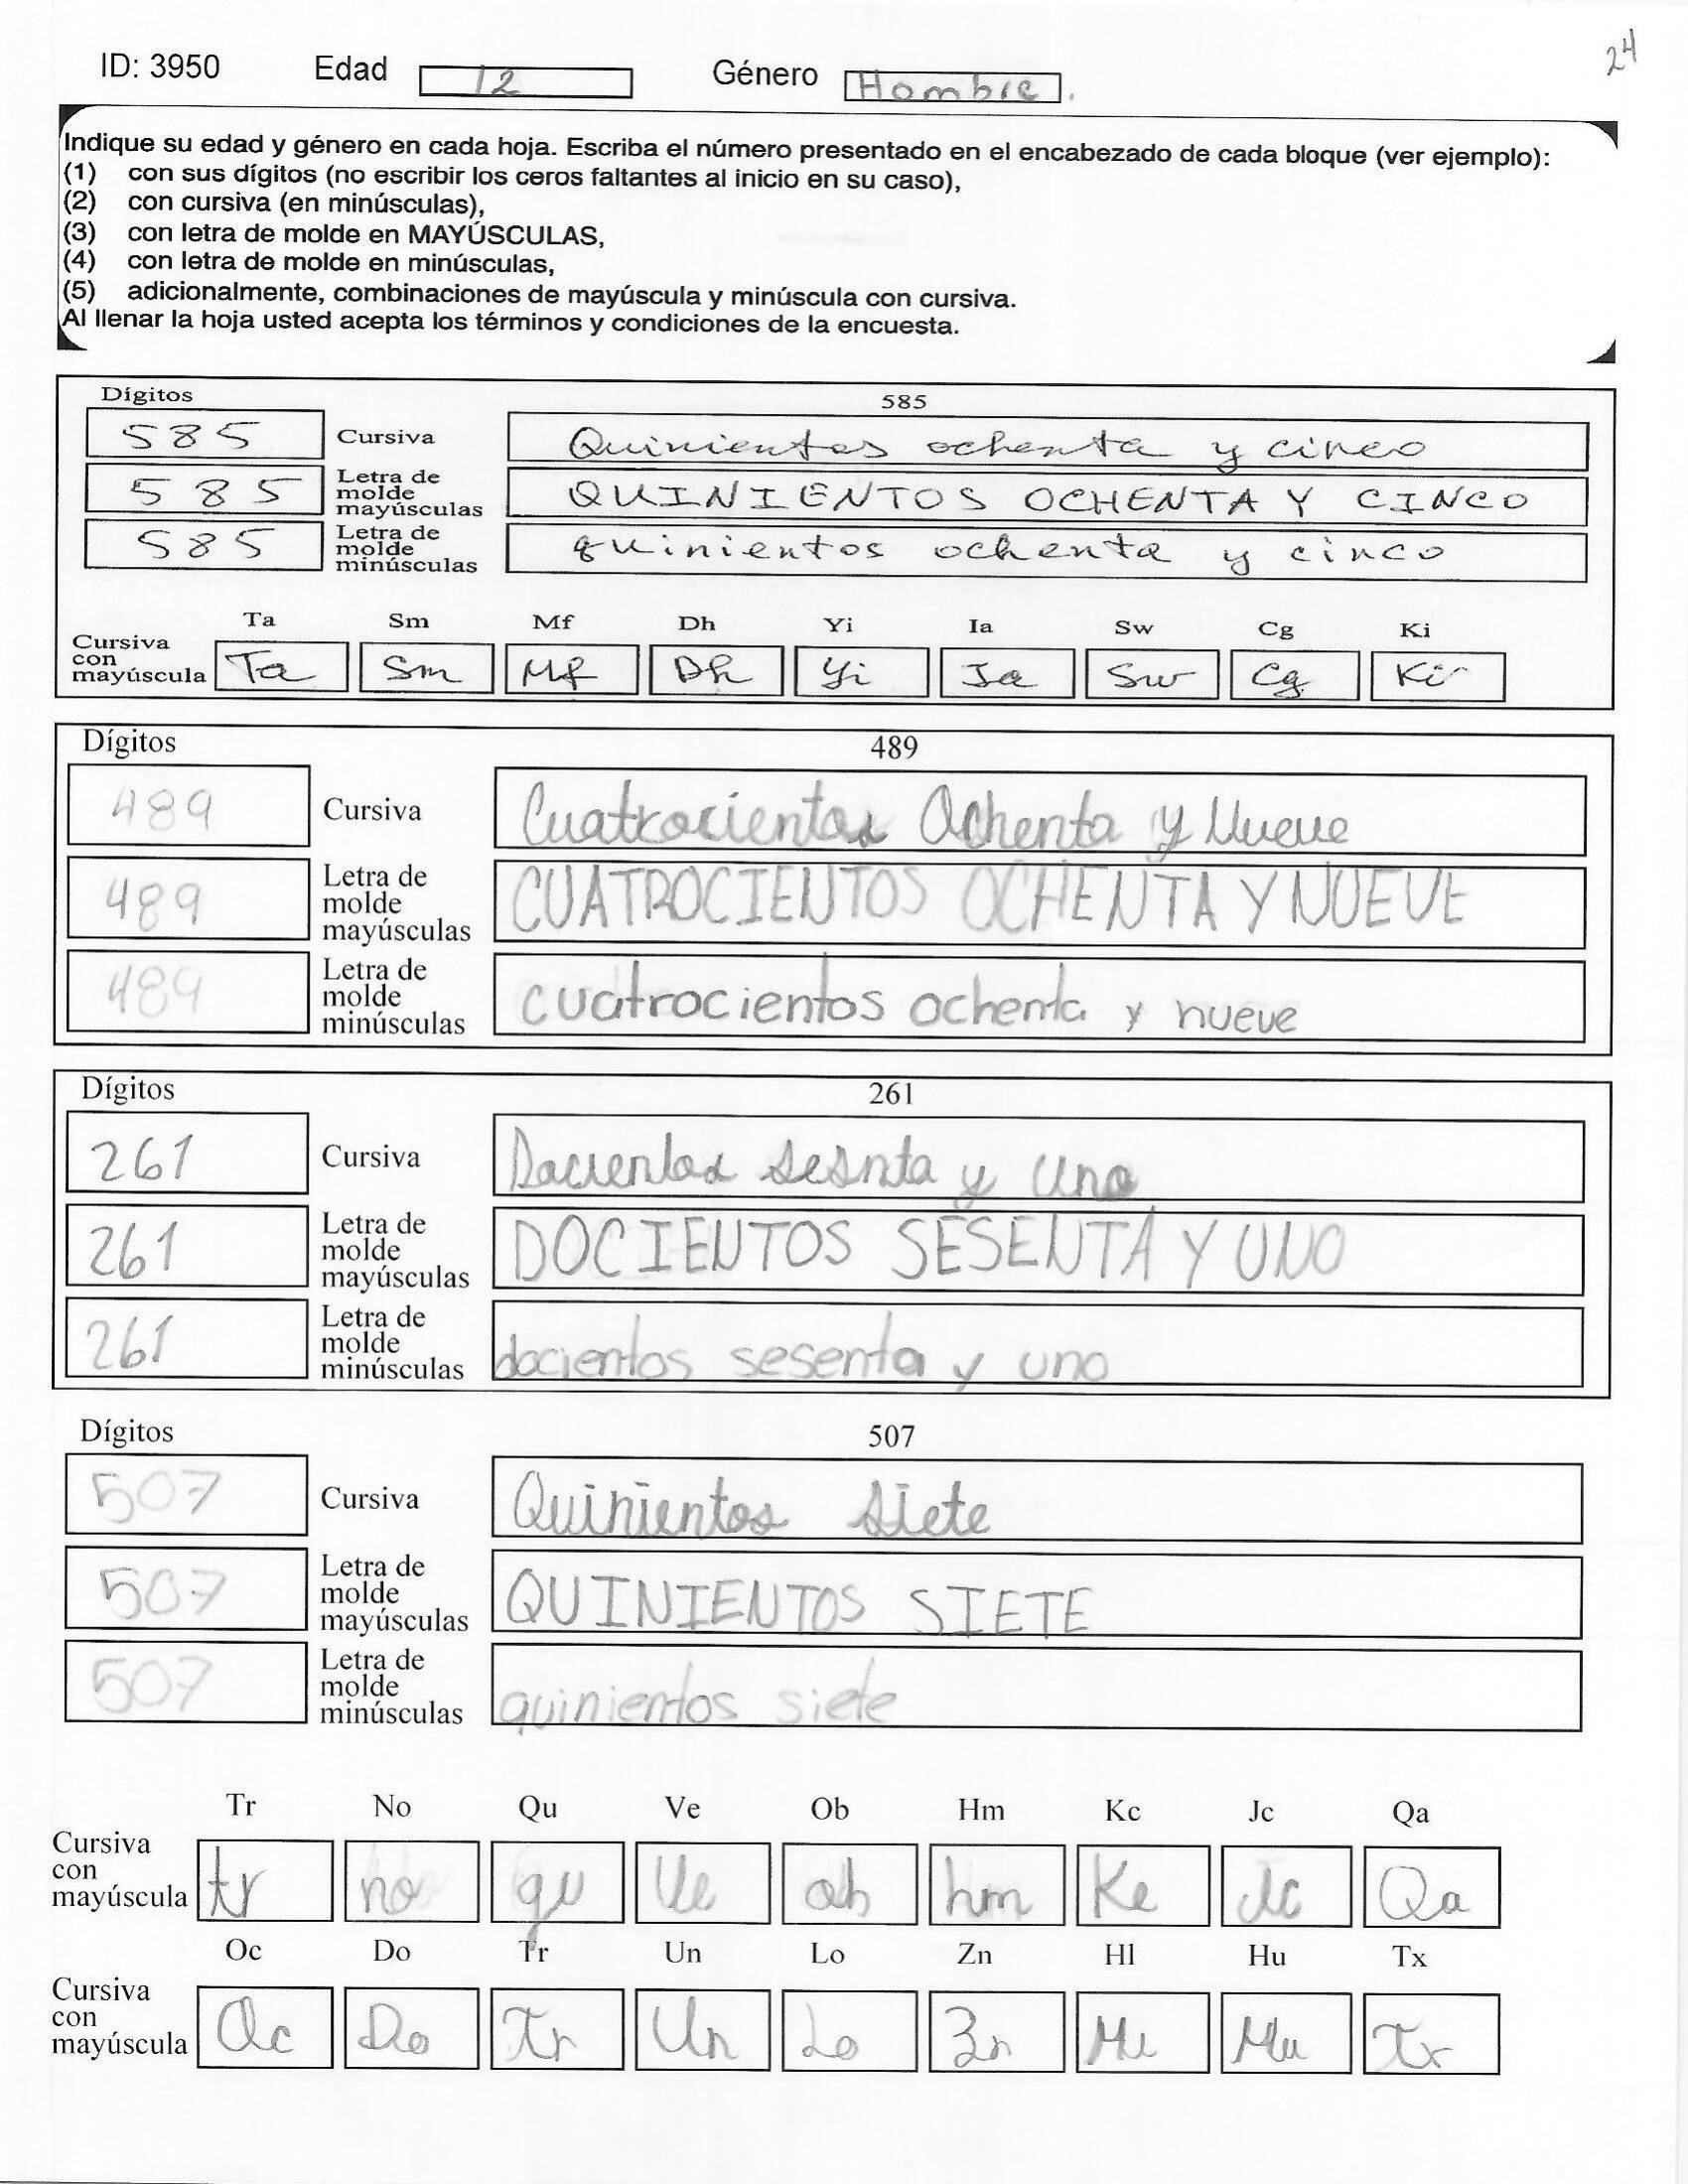 24
ID: 3950 Edad 12 Género Hombre.
Indique su edad y género en cada hoja. Escriba el número presentado en el encabezado de cada bloque (ver ejemplo):
(1) con sus dígitos (no escribir los ceros faltantes al inicio en su caso),
(2) con cursiva (en minúsculas),
(3) con letra de molde en MAYÚSCULAS,
(4) con letra de molde en minúsculas,
(5) adicionalmente, combinaciones de mayúscula y minúscula con cursiva.
Al llenar la hoja usted acepta los términos y condiciones de la encuesta.
Dígitos 585
585 Cursiva Quinientos ochenta y cinco
585 Letra de molde mayúsculas QUINIENTOS OCHENTA Y CINCO
585 Letra de molde minúsculas quinientos ochenta y cinco
Ta Sm Mf Dh Yi Ia Sw Cg Ki
Cursiva con mayúscula Ta Sm Mf Dh Yi Ia Sw Cg Ki
Dígitos 489
489 Cursiva Cuatrocientos Ochenta y Nueve
489 Letra de molde mayúsculas CUATROCIENTOS OCHENTA Y NUEVE
489 Letra de molde minúsculas cuatrocientos ochenta y nueve
Dígitos 261
261 Cursiva Docientos sesnta y uno
261 Letra de molde mayúsculas DOCIENTOS SESENTA Y UNO
261 Letra de molde minúsculas docientos sesenta y uno
Dígitos 507
507 Cursiva Quinientos siete
507 Letra de molde mayúsculas QUINIENTOS SIETE
507 Letra de molde minúsculas quinientos siete
Tr No Qu Ve Ob Hm Kc Jc Qa
Cursiva con mayúscula tr no qu Ve ob hm Ke Jc Qa
Oc Do Tr Un Lo Zn Hl Hu Tx
Cursiva con mayúscula Oc Do Tr Un Lo Zn Hl Hu Tx